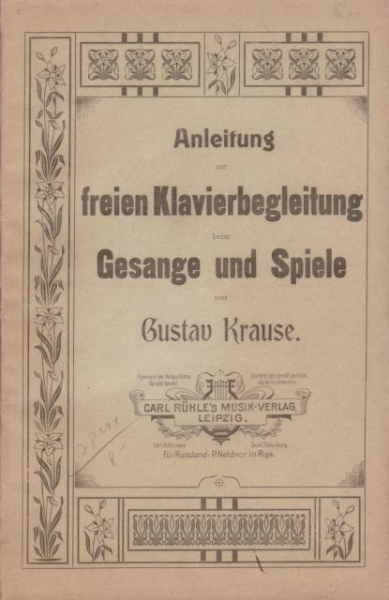 Anleitung
zur
freien Klavierbegleitung
beim
Gesange und Spiele
von
Gustav Krause.
CARL RÜHLE'S MUSIK-VERLAG,
LEIPZIG.
Für Russland: P. Neldner in Riga.